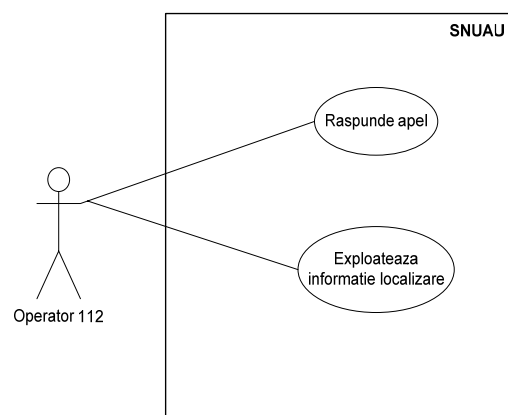 SNUAU
Raspunde apel
Exploateaza
informatie localizare
Operator 112